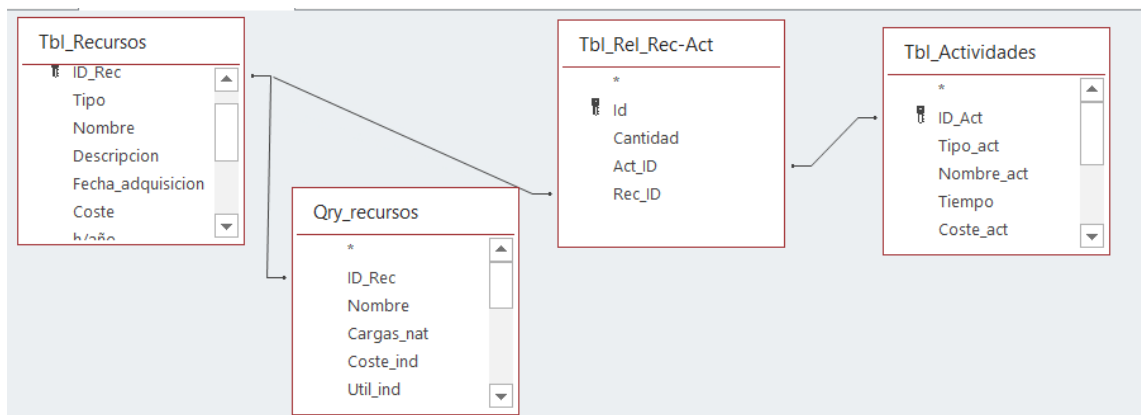 Tbl_Recursos
ID_Rec
Tipo
Nombre
Descripcion
Fecha_adquisicion
Coste
h/año
Qry_recursos
*
ID_Rec
Nombre
Cargas_nat
Coste_ind
Util_ind
Tbl_Rel_Rec-Act
*
Id
Cantidad
Act_ID
Rec_ID
Tbl_Actividades
*
ID_Act
Tipo_act
Nombre_act
Tiempo
Coste_act